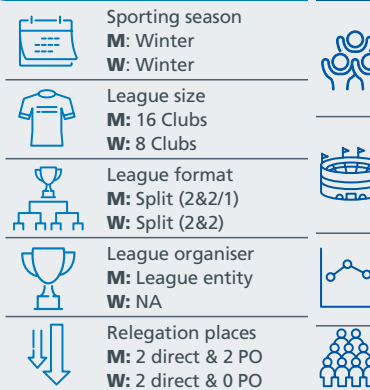 Sporting season
M: Winter
W: Winter
League size
M: 16 Clubs
W: 8 Clubs
League format
M: Split (2&2/1)
W: Split (2&2)
League organiser
M: League entity
W: NA
Relegation places
M: 2 direct & 2 PO
W: 2 direct & 0 PO